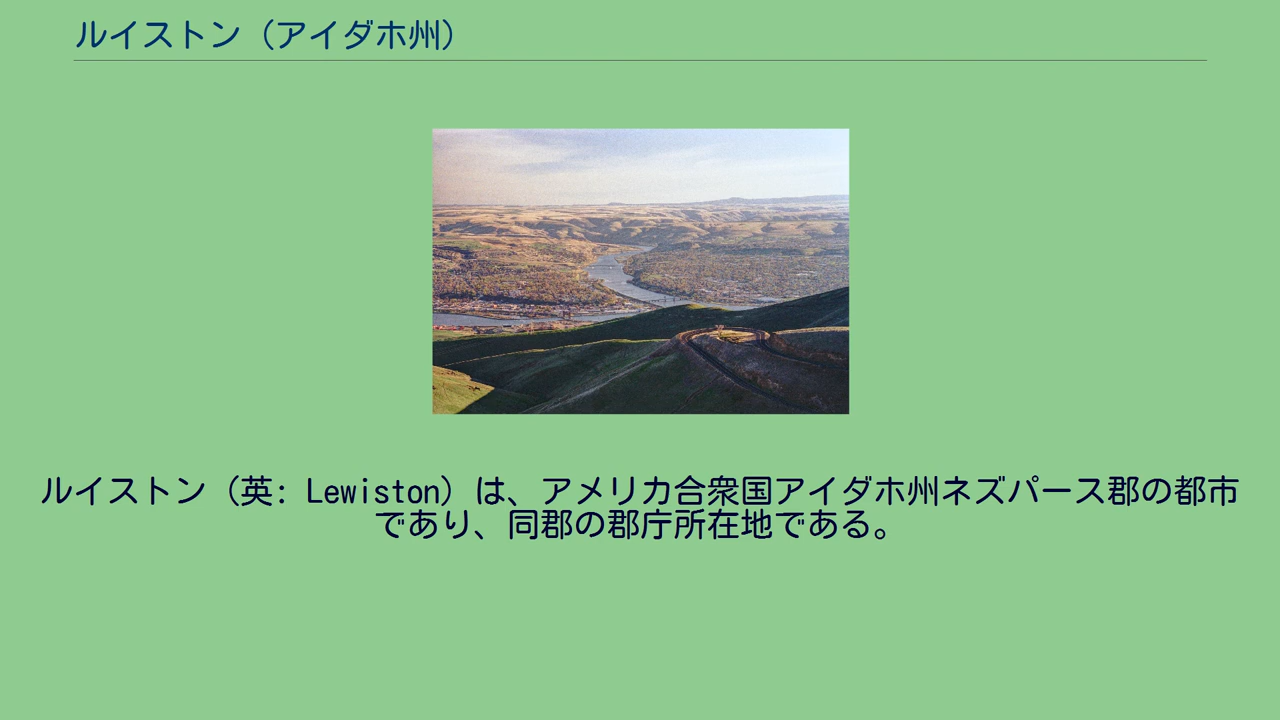 ルイストン（アイダホ州）
ルイストン（英: Lewiston）は、アメリカ合衆国アイダホ州ネズパース郡の都市
であり、同郡の郡庁所在地である。